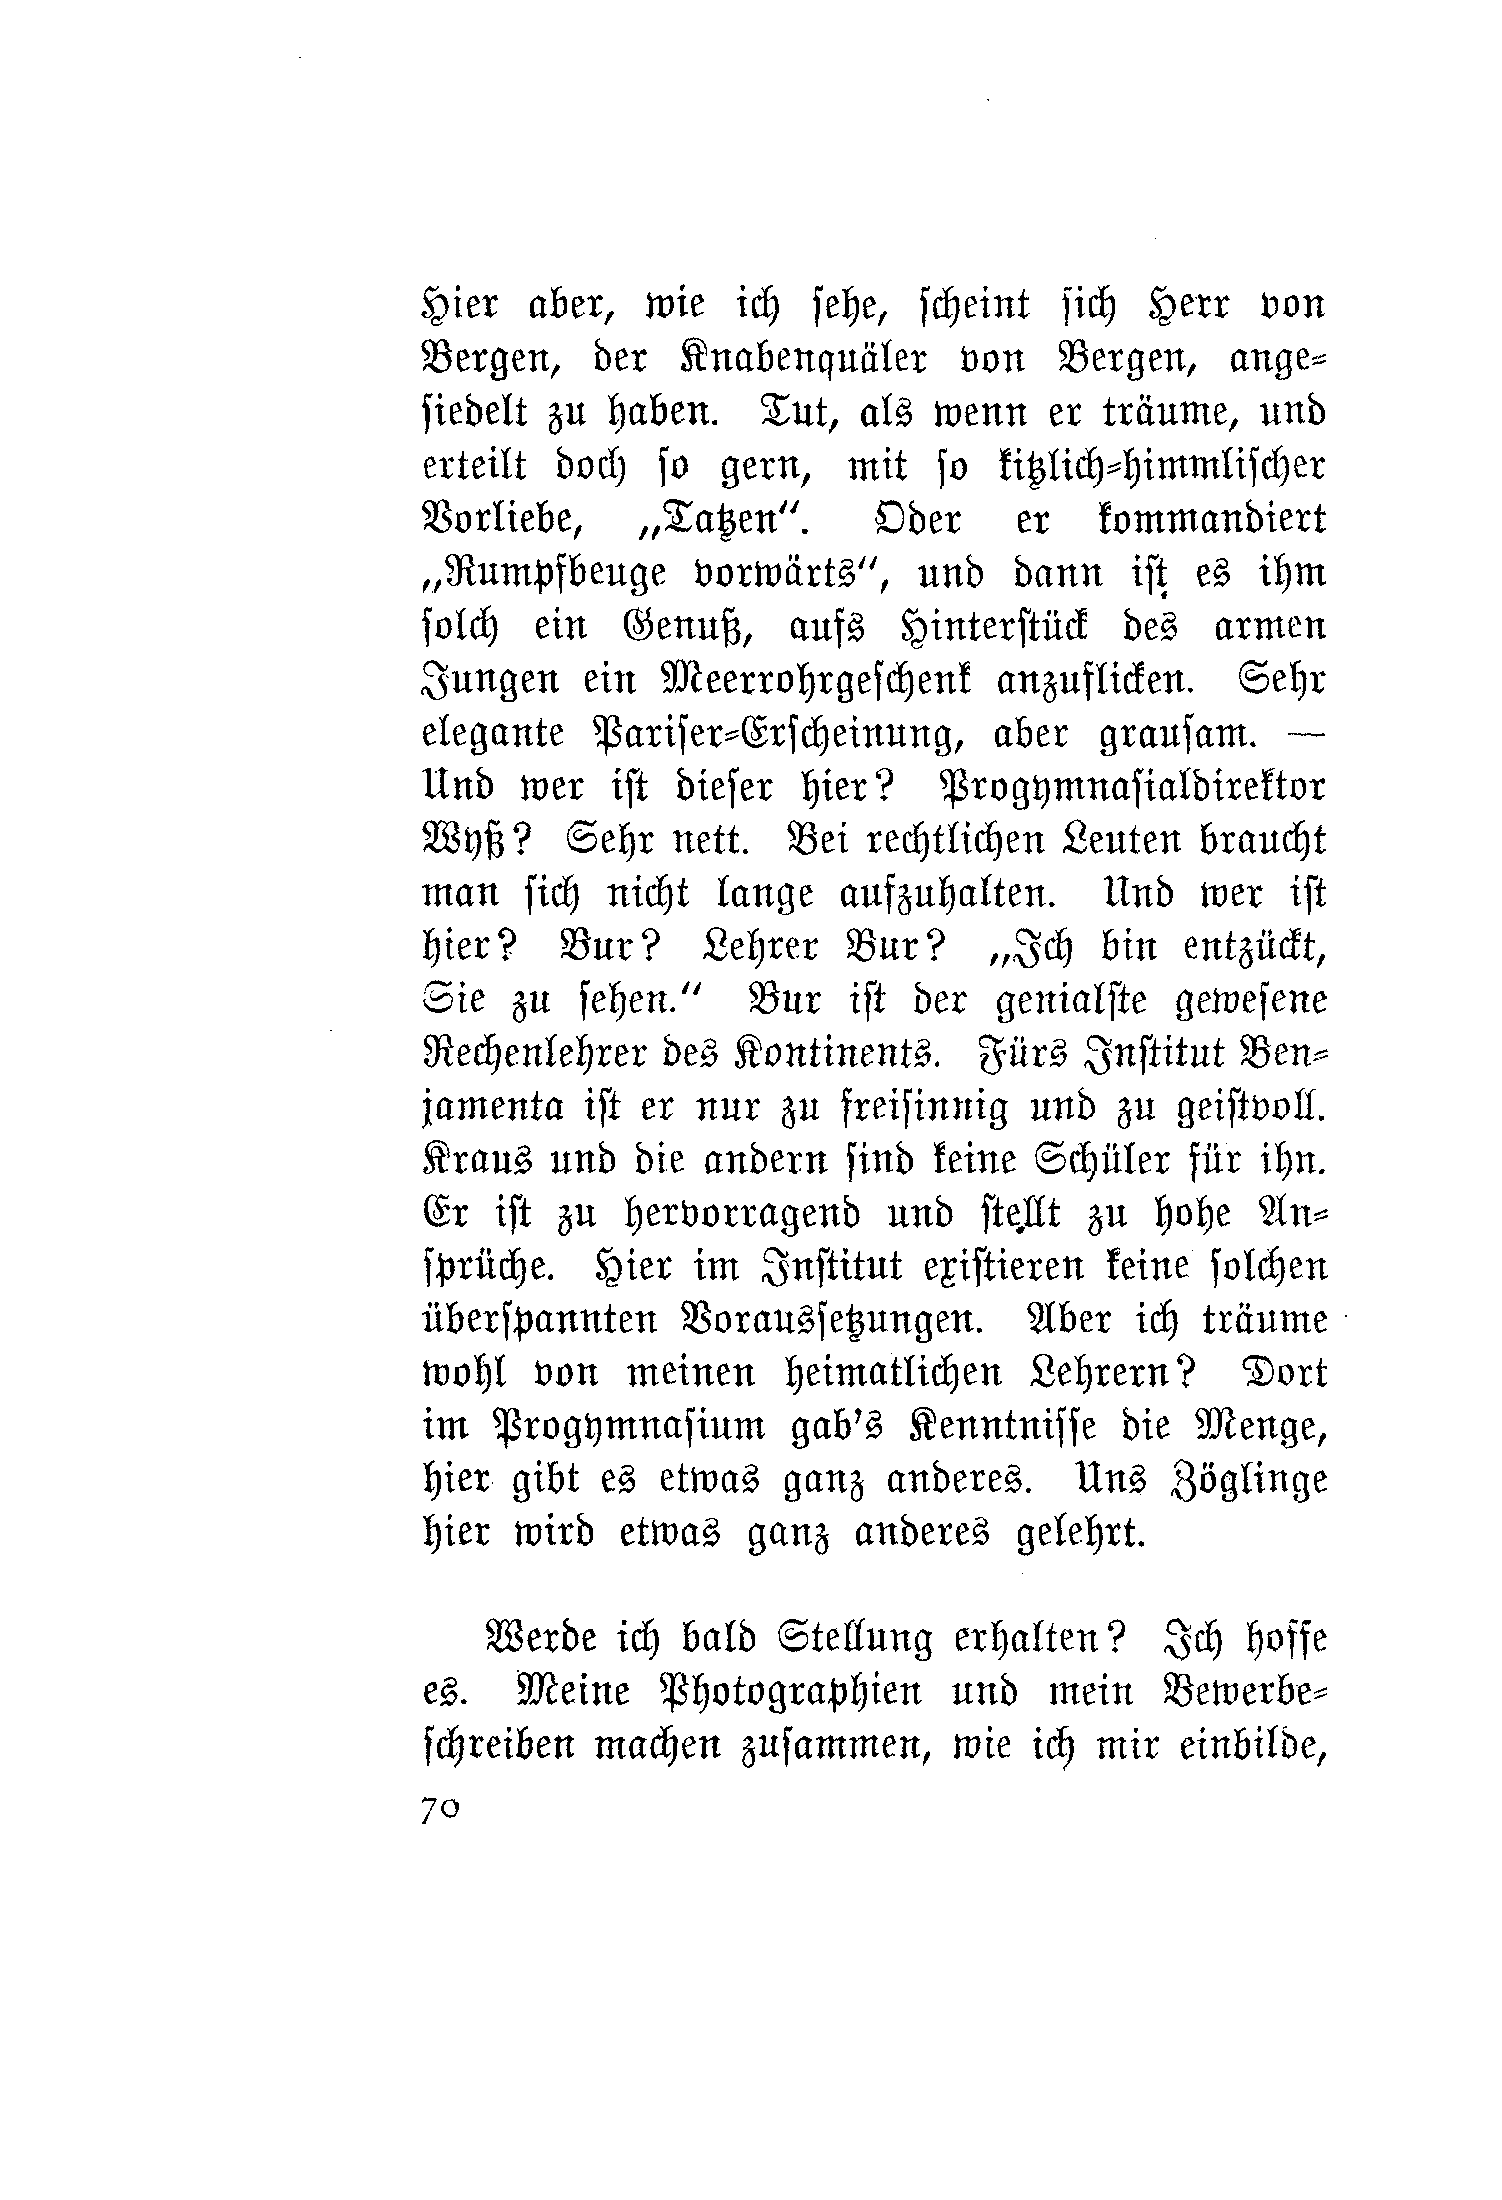 Hier aber, wie ich sehe, scheint sich Herr von
Bergen, der Knabenquäler von Bergen, ange⸗
siedelt zu haben. Tut, als wenn er träume, und
erteilt doch so gern, mit so kitzlich⸗himmlischer
Vorliebe, „Tatzen“. Oder er kommandiert
„Rumpfbeuge vorwärts“, und dann ist es ihm
solch ein Genuß, aufs Hinterstück des armen
Jungen ein Meerrohrgeschenk anzuflicken. Sehr
elegante Pariser⸗Erscheinung, aber grausam. —
Und wer ist dieser hier? Progymnasialdirektor
Wyß? Sehr nett. Bei rechtlichen Leuten braucht
man sich nicht lange aufzuhalten. Und wer ist
hier? Bur? Lehrer Bur? „Ich bin entzückt,
Sie zu sehen.“ Bur ist der genialste gewesene
Rechenlehrer des Kontinents. Fürs Institut Ben⸗
jamenta ist er nur zu freisinnig und zu geistvoll.
Kraus und die andern sind keine Schüler für ihn.
Er ist zu hervorragend und stellt zu hohe An⸗
sprüche. Hier im Institut existieren keine solchen
überspannten Voraussetzungen. Aber ich träume
wohl von meinen heimatlichen Lehrern? Dort
im Progymnasium gab's Kenntnisse die Menge,
hier gibt es etwas ganz anderes. Uns Zöglinge
hier wird etwas ganz anderes gelehrt.
Werde ich bald Stellung erhalten? Ich hoffe
es. Meine Photographien und mein Bewerbe⸗
schreiben machen zusammen, wie ich mir einbilde,
70